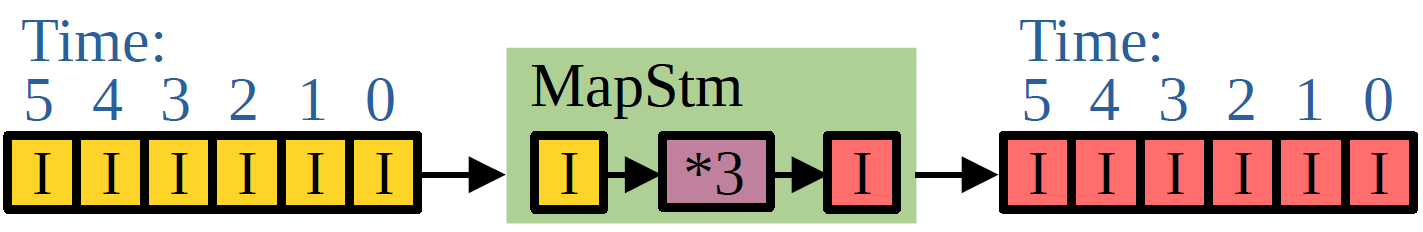 Time:
5 4 3 2 1 0
I I I I I I
MapStm
I *3 I
Time:
5 4 3 2 1 0
I I I I I I